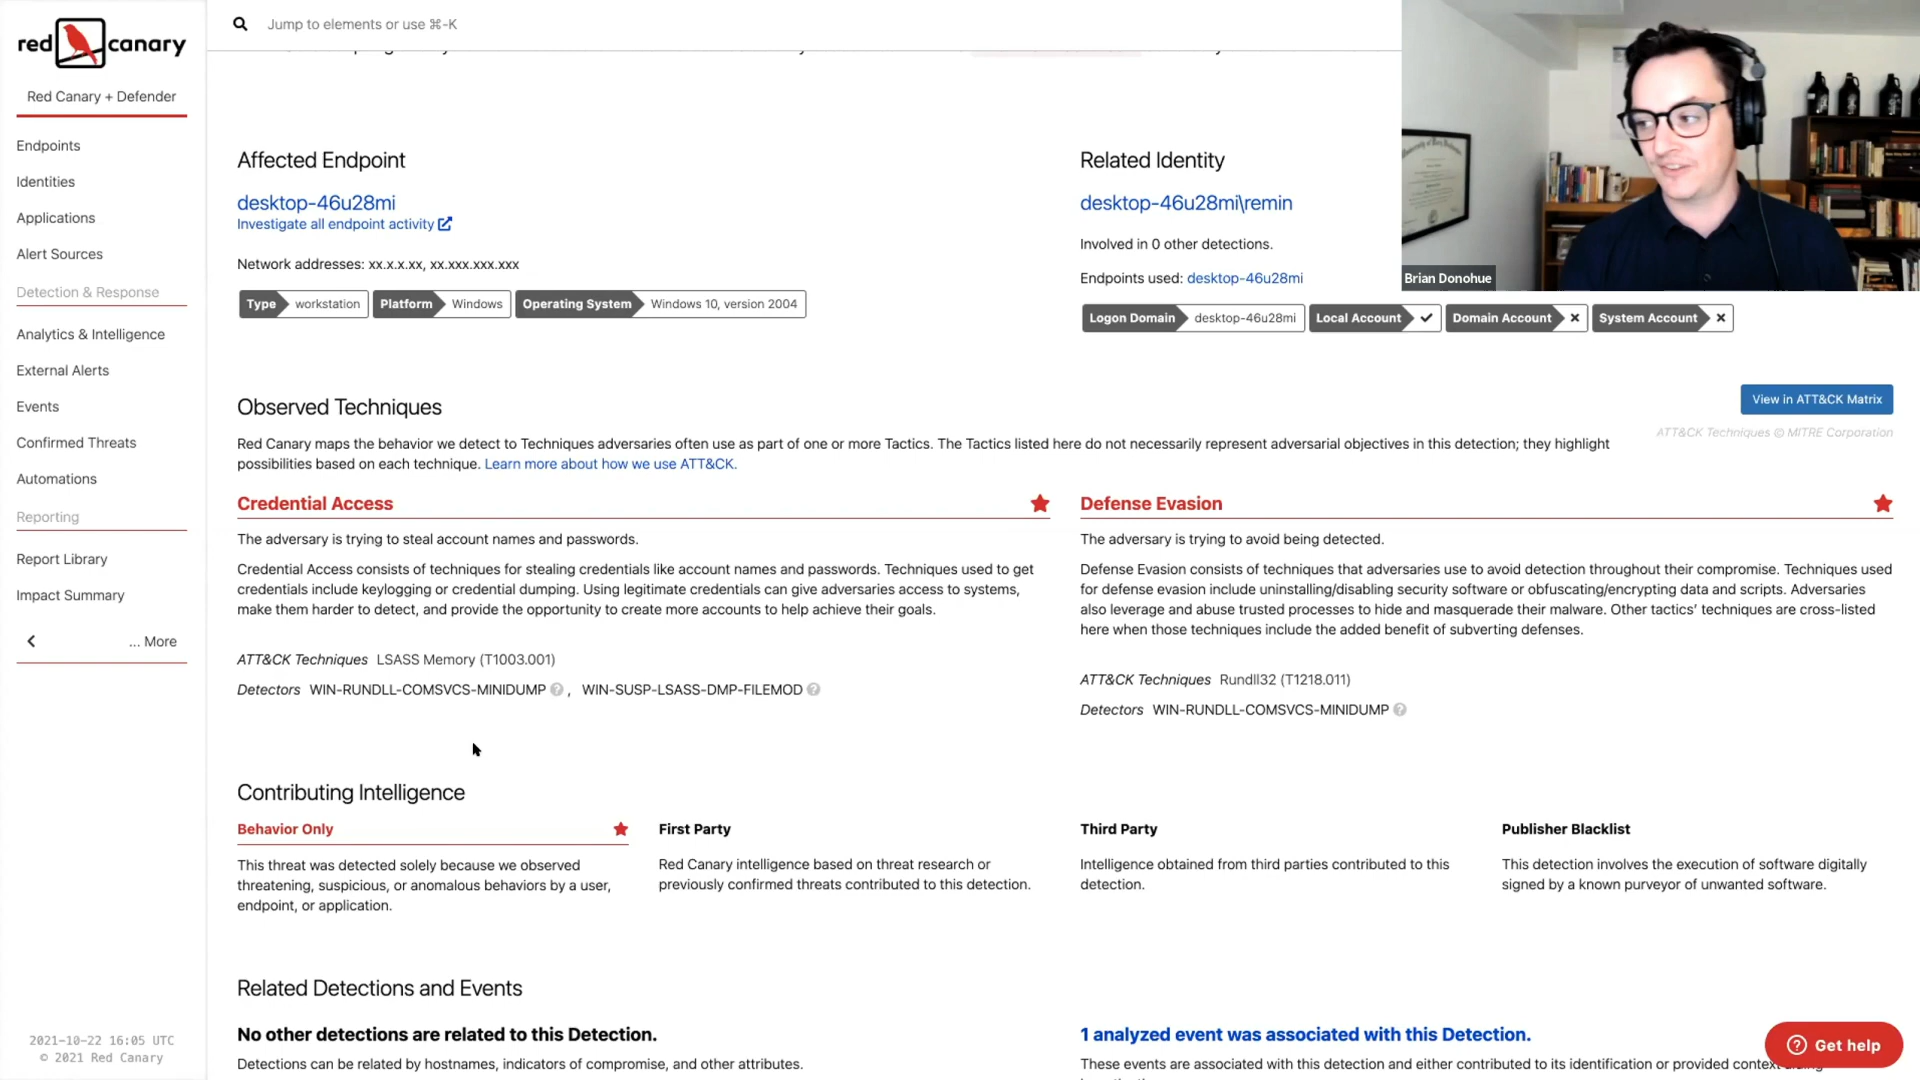 red canary
Jump to elements or use ⌘-K
Red Canary + Defender
Endpoints
Identities
Applications
Alert Sources
Detection & Response
Analytics & Intelligence
External Alerts
Events
Confirmed Threats
Automations
Reporting
Report Library
Impact Summary
... More
2021-10-22 16:05 UTC
© 2021 Red Canary
Affected Endpoint
desktop-46u28mi
Investigate all endpoint activity
Network addresses: xx.x.x.xx, xx.xxx.xxx.xxx
Type workstation Platform Windows Operating System Windows 10, version 2004
Related Identity
desktop-46u28mi\remin
Involved in 0 other detections.
Endpoints used: desktop-46u28mi
Logon Domain desktop-46u28mi Local Account ✓ Domain Account × System Account ×
Brian Donohue
Observed Techniques
View in ATT&CK Matrix
ATT&CK Techniques © MITRE Corporation
Red Canary maps the behavior we detect to Techniques adversaries often use as part of one or more Tactics. The Tactics listed here do not necessarily represent adversarial objectives in this detection; they highlight
possibilities based on each technique. Learn more about how we use ATT&CK.
Credential Access
The adversary is trying to steal account names and passwords.
Credential Access consists of techniques for stealing credentials like account names and passwords. Techniques used to get
credentials include keylogging or credential dumping. Using legitimate credentials can give adversaries access to systems,
make them harder to detect, and provide the opportunity to create more accounts to help achieve their goals.
ATT&CK Techniques LSASS Memory (T1003.001)
Detectors WIN-RUNDLL-COMSVCS-MINIDUMP ? , WIN-SUSP-LSASS-DMP-FILEMOD ?
Defense Evasion
The adversary is trying to avoid being detected.
Defense Evasion consists of techniques that adversaries use to avoid detection throughout their compromise. Techniques used
for defense evasion include uninstalling/disabling security software or obfuscating/encrypting data and scripts. Adversaries
also leverage and abuse trusted processes to hide and masquerade their malware. Other tactics’ techniques are cross-listed
here when those techniques include the added benefit of subverting defenses.
ATT&CK Techniques Rundll32 (T1218.011)
Detectors WIN-RUNDLL-COMSVCS-MINIDUMP ?
Contributing Intelligence
Behavior Only
This threat was detected solely because we observed
threatening, suspicious, or anomalous behaviors by a user,
endpoint, or application.
First Party
Red Canary intelligence based on threat research or
previously confirmed threats contributed to this detection.
Third Party
Intelligence obtained from third parties contributed to this
detection.
Publisher Blacklist
This detection involves the execution of software digitally
signed by a known purveyor of unwanted software.
Related Detections and Events
No other detections are related to this Detection.
Detections can be related by hostnames, indicators of compromise, and other attributes.
1 analyzed event was associated with this Detection.
These events are associated with this detection and either contributed to its identification or provided context
Get help